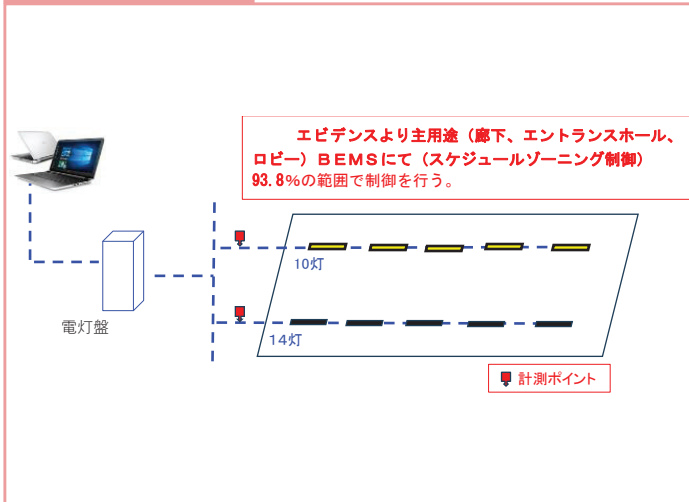 エビデンスより主用途（廊下、エントランスホール、
ロビー）ＢＥＭＳにて（スケジュールゾーニング制御）
93.8%の範囲で制御を行う。
10灯
電灯盤
14灯
計測ポイント